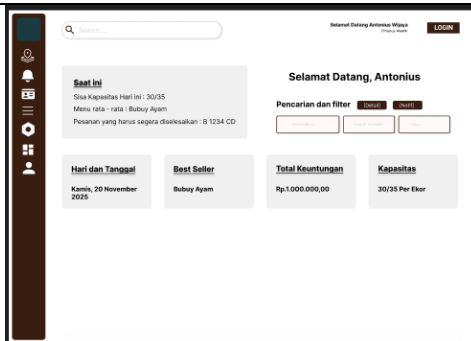 Search...
Selamat Datang Antonius Wijaya
LOGIN
Saat ini
Sisa Kapasitas Hari ini : 30/35
Menu rata - rata : Bubuy Ayam
Pesanan yang harus segera diselesaikan : B 1234 CD
Selamat Datang, Antonius
Pencarian dan filter
Hari dan Tanggal
Kamis, 20 November
2025
Best Seller
Bubuy Ayam
Total Keuntungan
Rp.1.000.000,00
Kapasitas
30/35 Per Ekor